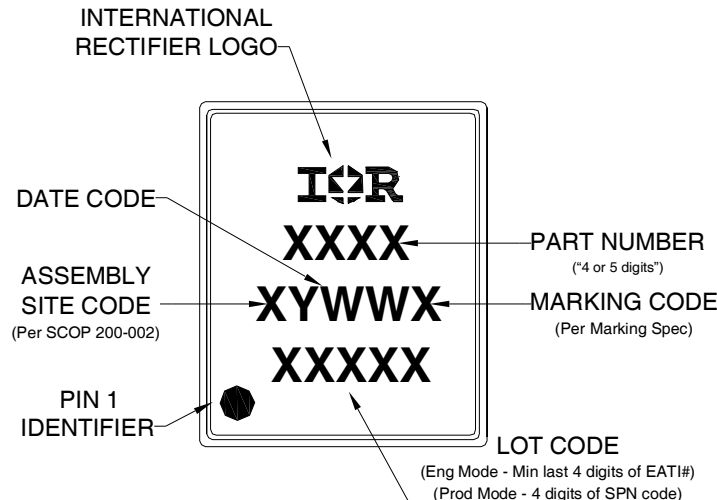 INTERNATIONAL
RECTIFIER LOGO
IOR
DATE CODE
XXXX
PART NUMBER
(“4 or 5 digits”)
ASSEMBLY
SITE CODE
(Per SCOP 200-002)
XYWWX
MARKING CODE
(Per Marking Spec)
XXXXX
PIN 1
IDENTIFIER
LOT CODE
(Eng Mode - Min last 4 digits of EATI#)
(Prod Mode - 4 digits of SPN code)